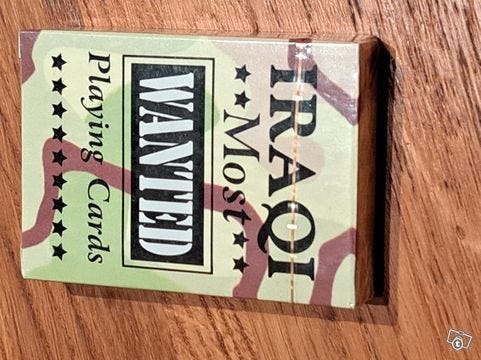 IRAQI
★★Most★★
WANTED
Playing Cards
★★★★★★★★★